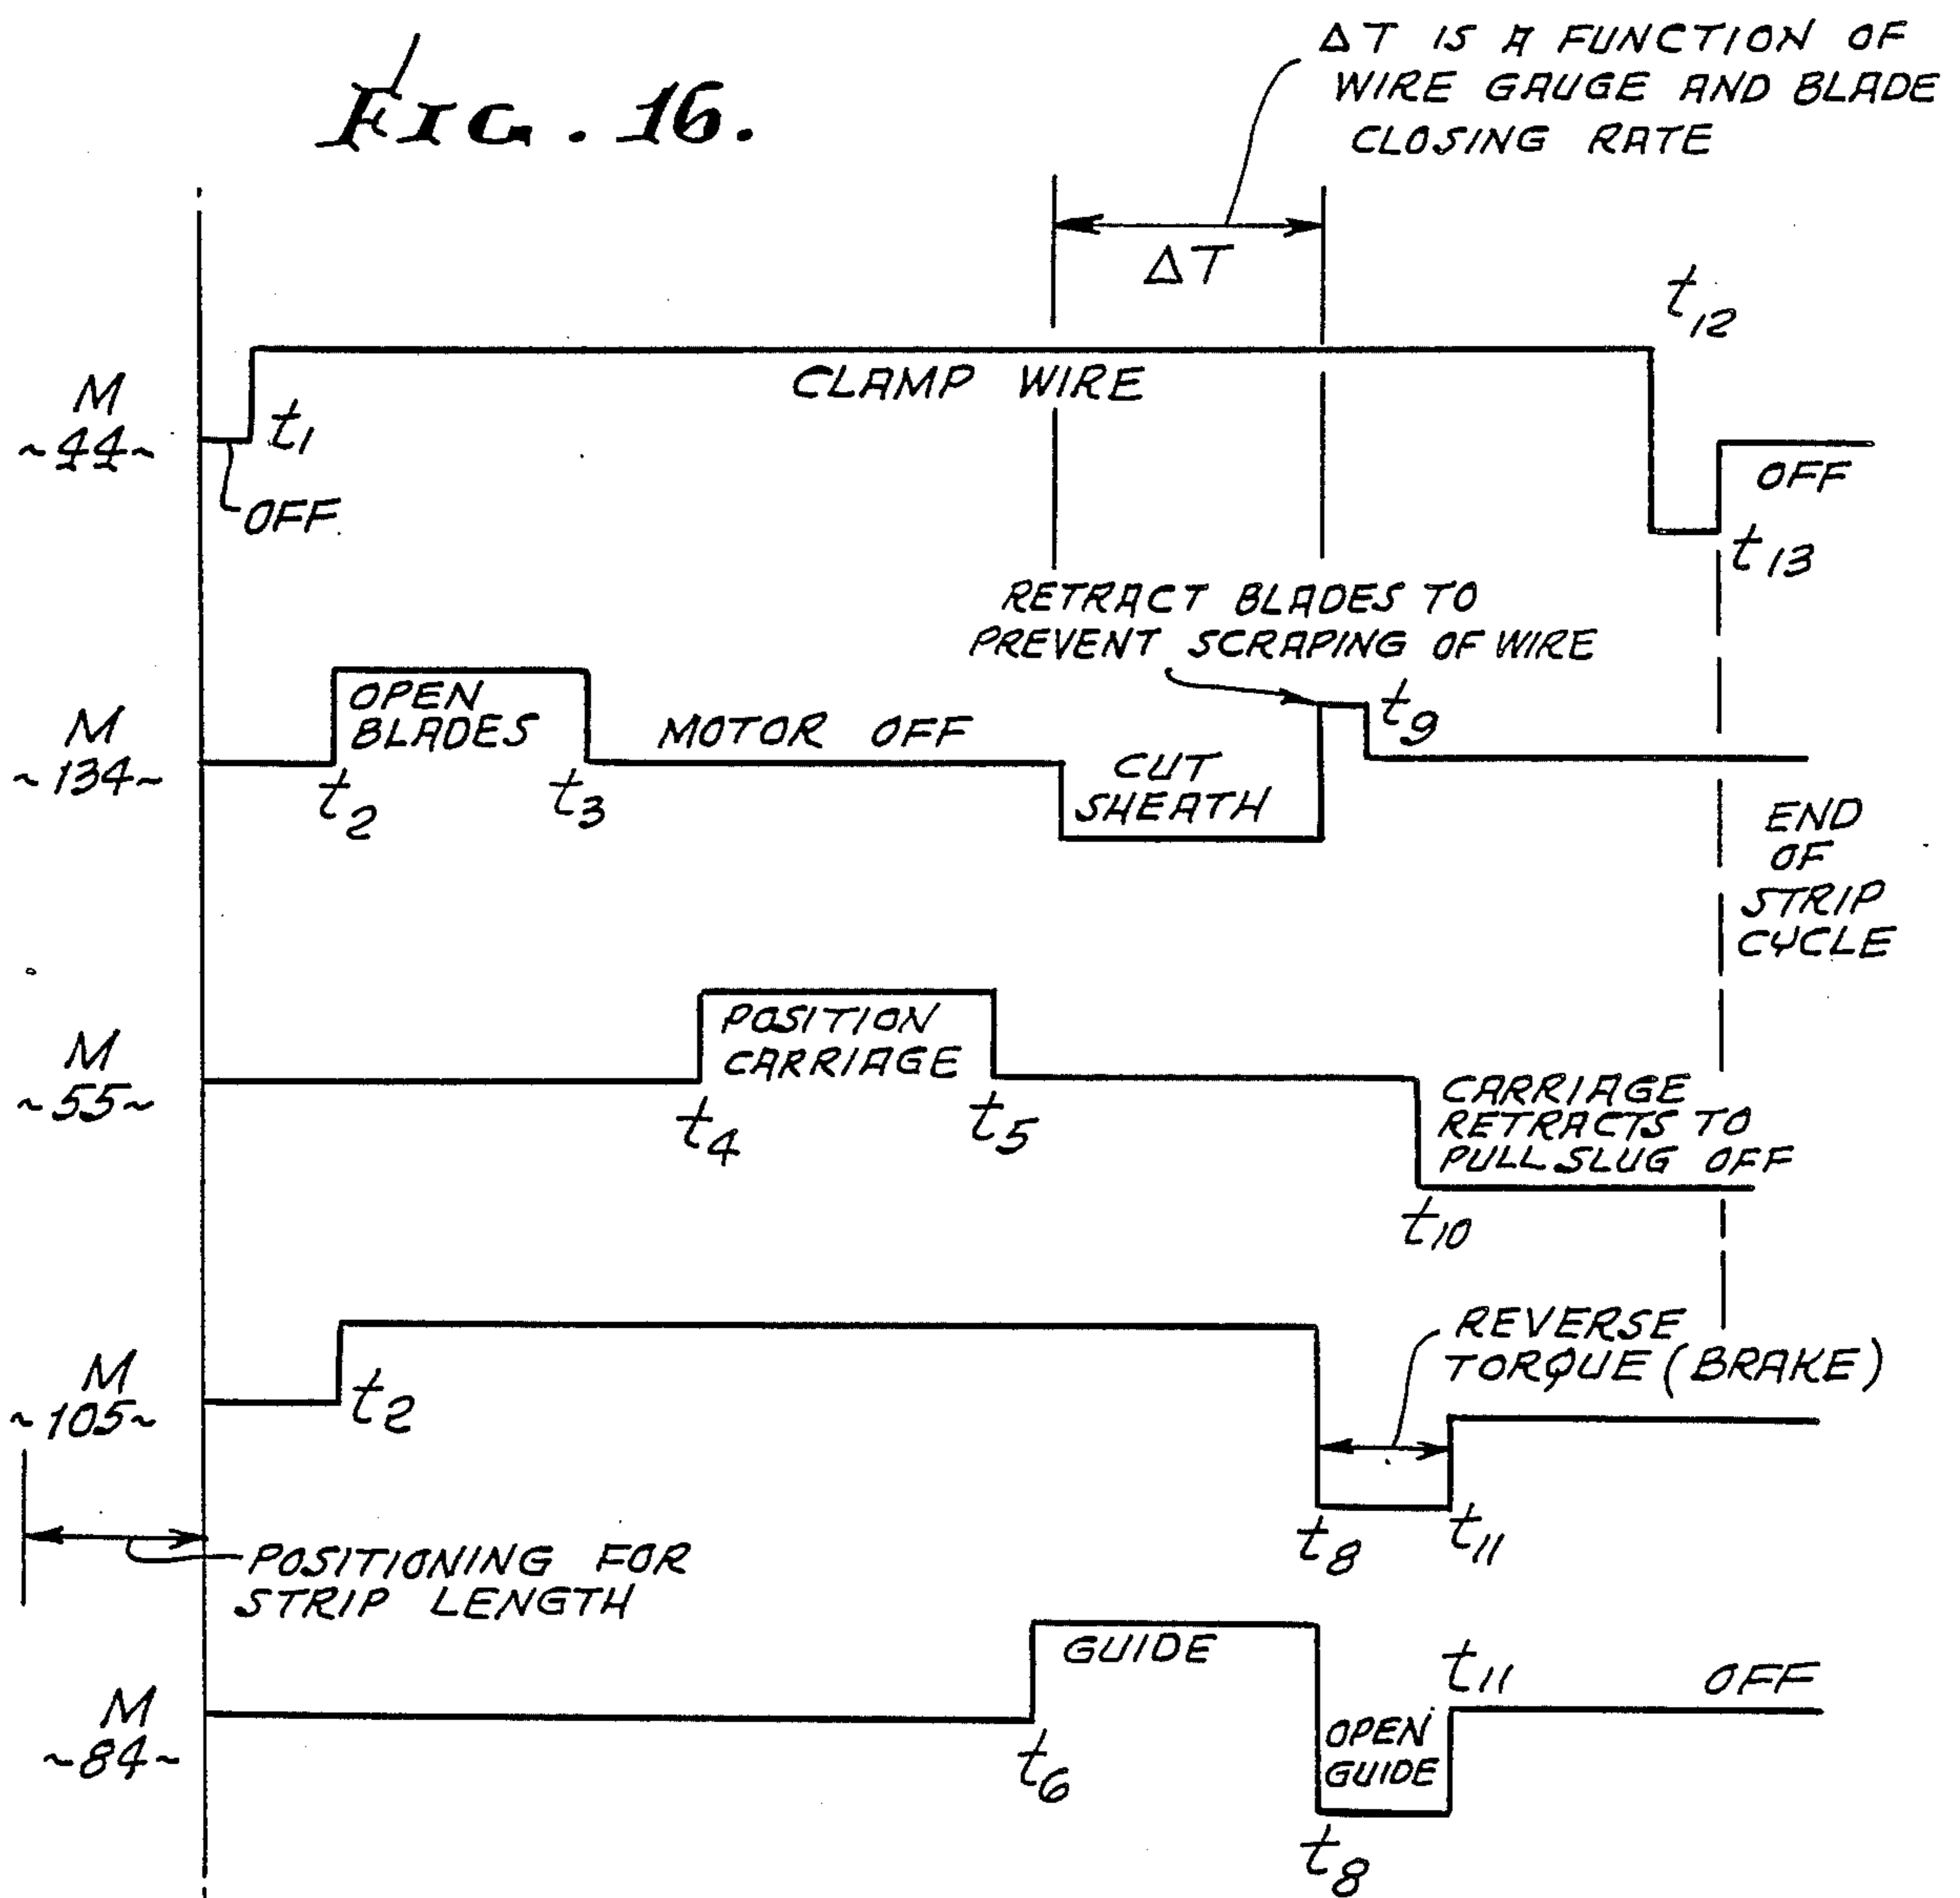 FIG. 16.
ΔT IS A FUNCTION OF
WIRE GAUGE AND BLADE
CLOSING RATE
ΔT
t12
M
~44~
t1
OFF
CLAMP WIRE
OFF
t13
RETRACT BLADES TO
PREVENT SCRAPING OF WIRE
M
~134~
OPEN
BLADES
t2
t3
MOTOR OFF
CUT
SHEATH
t9
END
OF
STRIP
CYCLE
M
~55~
POSITION
CARRIAGE
t4
t5
CARRIAGE
RETRACTS TO
PULL SLUG OFF
t10
M
~105~
t2
REVERSE
TORQUE (BRAKE)
t8
t11
POSITIONING FOR
STRIP LENGTH
M
~84~
GUIDE
t6
OPEN
GUIDE
t11
OFF
t8